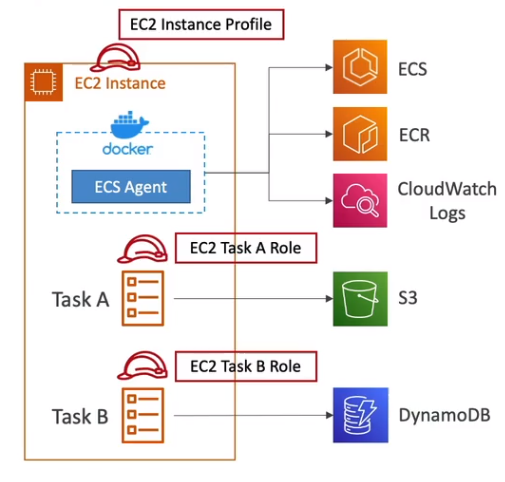 EC2 Instance Profile
EC2 Instance
docker
ECS Agent
ECS
ECR
CloudWatch
Logs
EC2 Task A Role
Task A
S3
EC2 Task B Role
Task B
DynamoDB